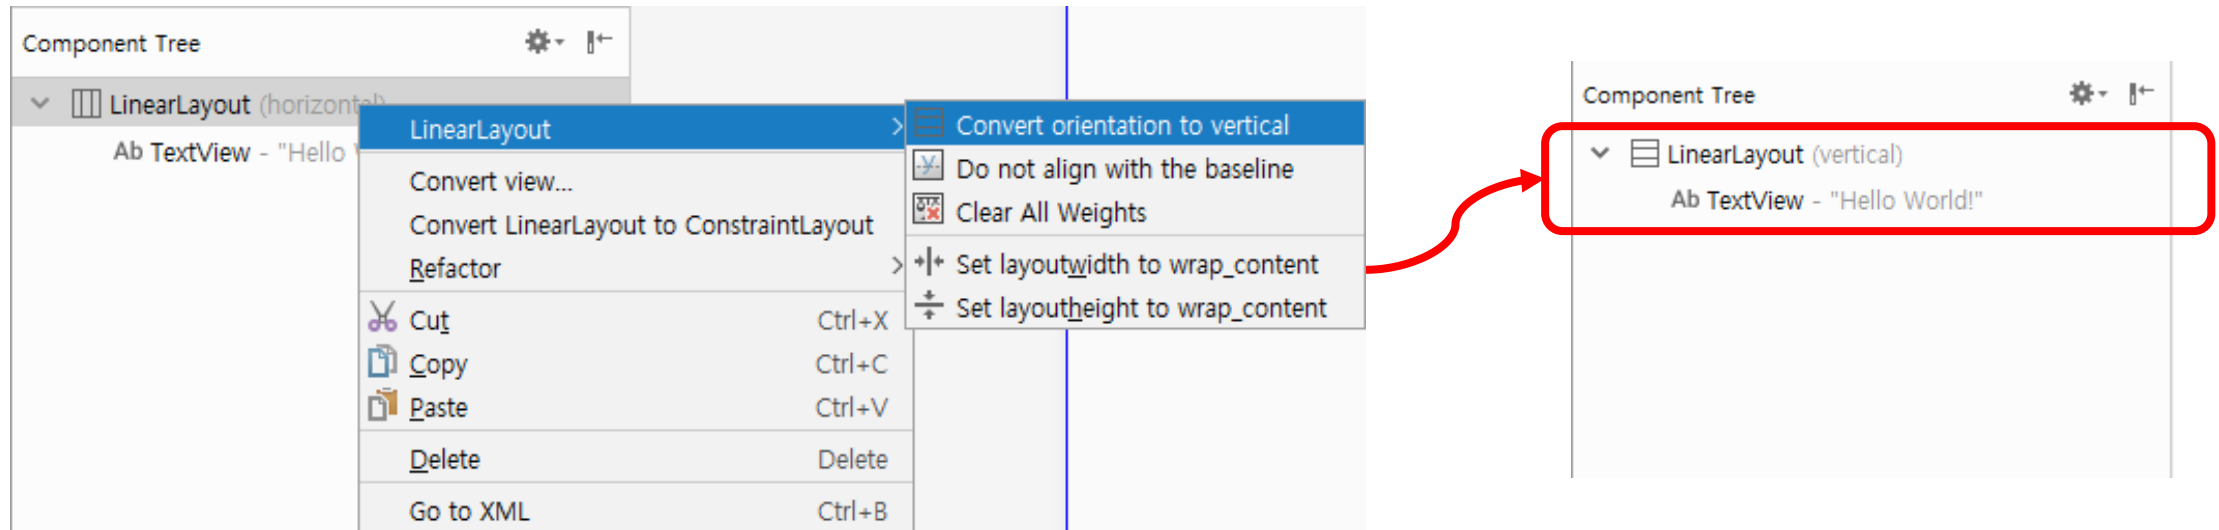 Component Tree
LinearLayout (horizontal)
Ab TextView - "Hello
LinearLayout
Convert view...
Convert LinearLayout to ConstraintLayout
Refactor
Cut Ctrl+X
Copy Ctrl+C
Paste Ctrl+V
Delete Delete
Go to XML Ctrl+B
Convert orientation to vertical
Do not align with the baseline
Clear All Weights
Set layoutwidth to wrap_content
Set layoutheight to wrap_content
Component Tree
LinearLayout (vertical)
Ab TextView - "Hello World!"